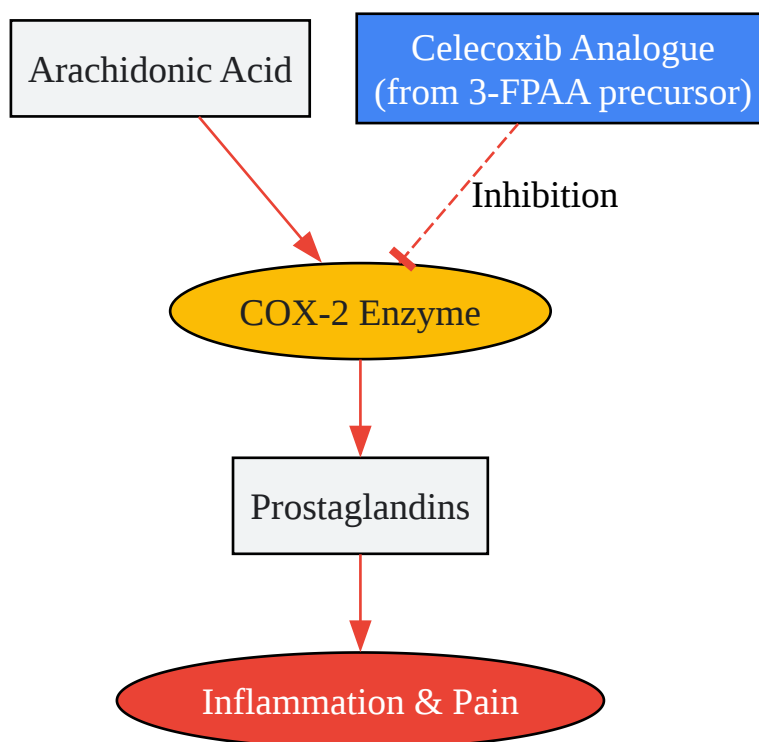 Arachidonic Acid
Celecoxib Analogue
(from 3-FPAA precursor)
Inhibition
COX-2 Enzyme
Prostaglandins
Inflammation & Pain